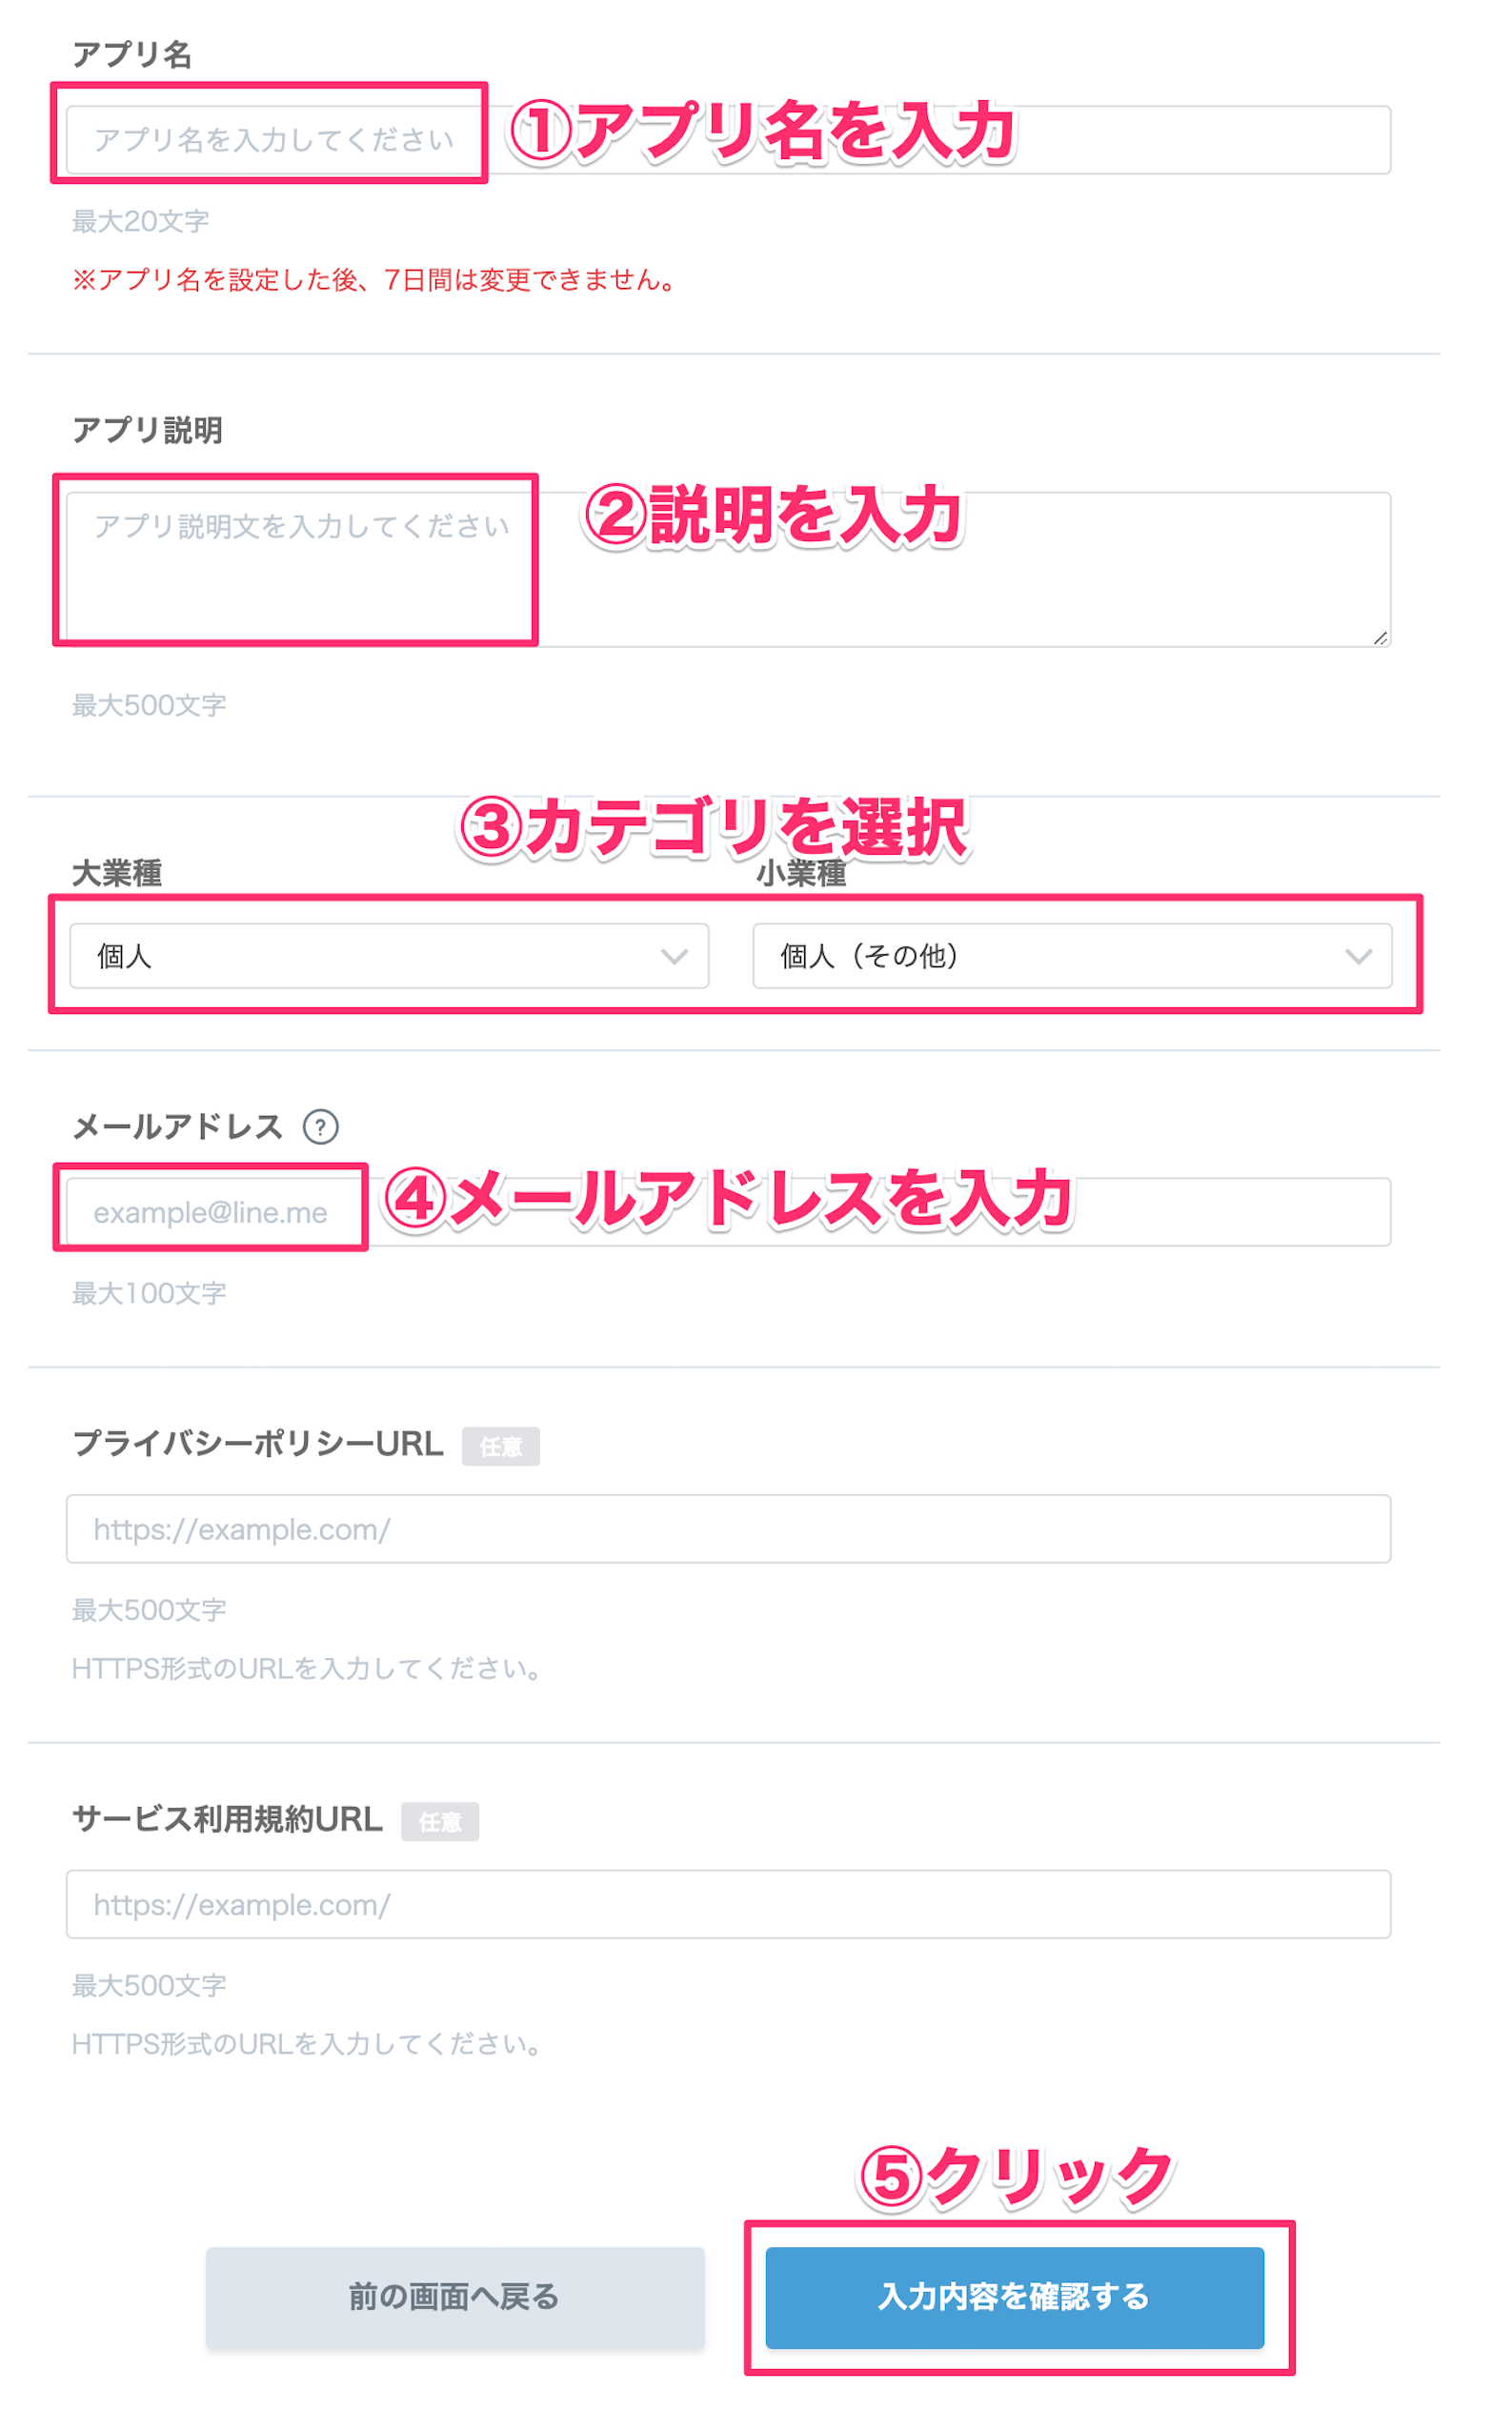 アプリ名
アプリ名を入力してください
①アプリ名を入力
最大20文字
※アプリ名を設定した後、7日間は変更できません。
アプリ説明
アプリ説明文を入力してください
②説明を入力
最大500文字
③カテゴリを選択
大業種
小業種
個人
個人（その他）
メールアドレス ?
example@line.me
④メールアドレスを入力
最大100文字
プライバシーポリシーURL 任意
https://example.com/
最大500文字
HTTPS形式のURLを入力してください。
サービス利用規約URL 任意
https://example.com/
最大500文字
HTTPS形式のURLを入力してください。
⑤クリック
前の画面へ戻る
入力内容を確認する